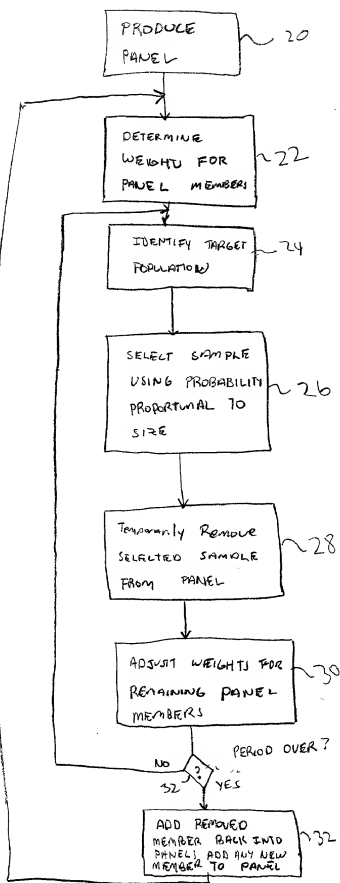 PRODUCE
PANEL
20
DETERMINE
WEIGHTS FOR
PANEL MEMBERS
22
IDENTIFY TARGET
POPULATION
24
SELECT SAMPLE
USING PROBABILITY
PROPORTIONAL TO
SIZE
26
Temporarily Remove
SELECTED SAMPLE
FROM PANEL
28
ADJUST WEIGHTS FOR
REMAINING PANEL
MEMBERS
30
PERIOD OVER?
NO
?
32
YES
ADD REMOVED
MEMBER BACK INTO
PANEL; ADD ANY NEW
MEMBER TO PANEL
32